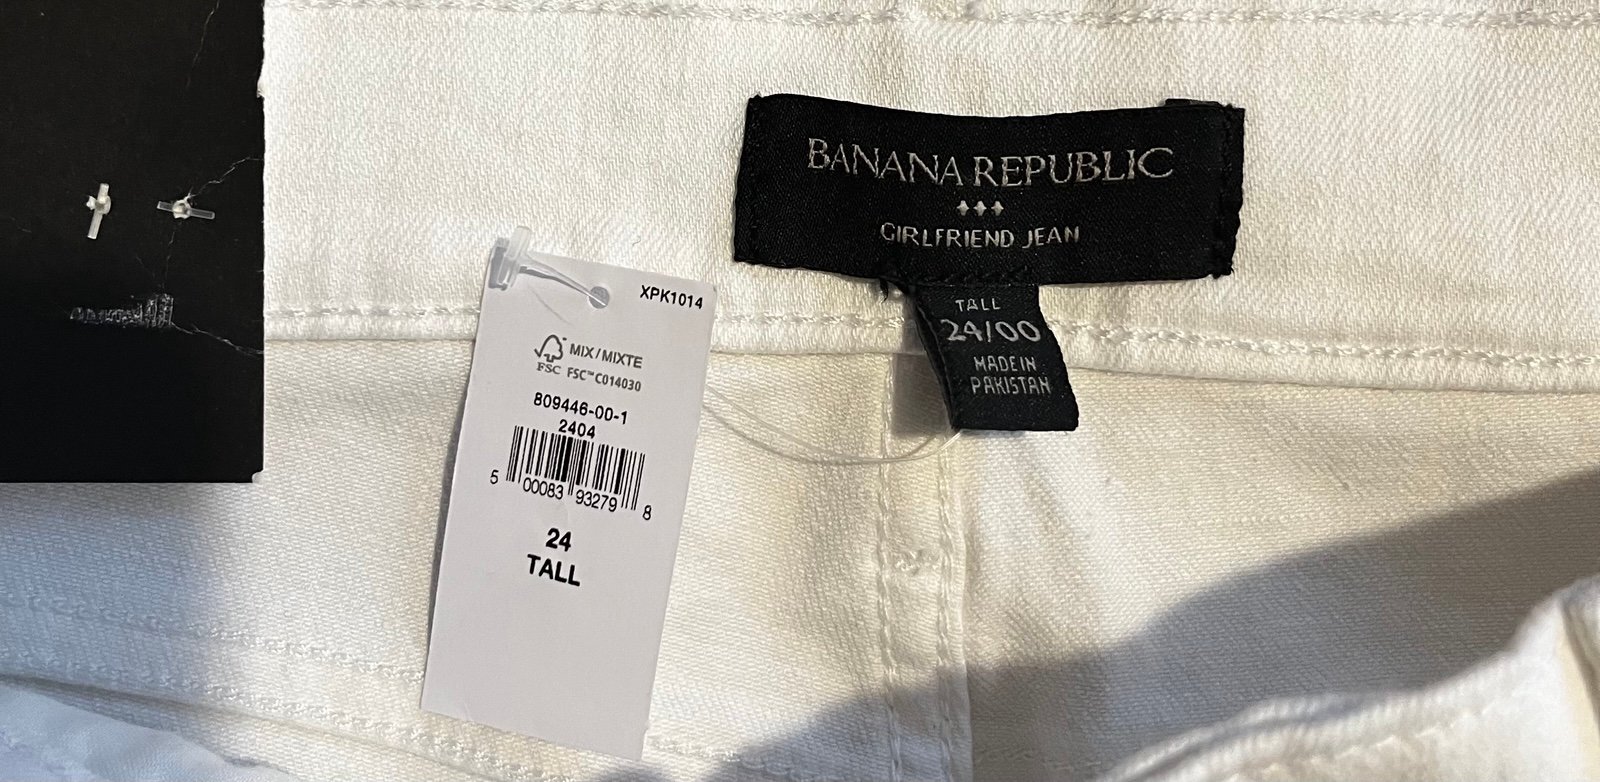 BANANA REPUBLIC
GIRLFRIEND JEAN
TALL
24/00
MADE IN
PAKISTAN
XPK1014
MIX/MIXTE
FSC FSC™C014030
809446-00-1
2404
5 00083 93279 8
24
TALL